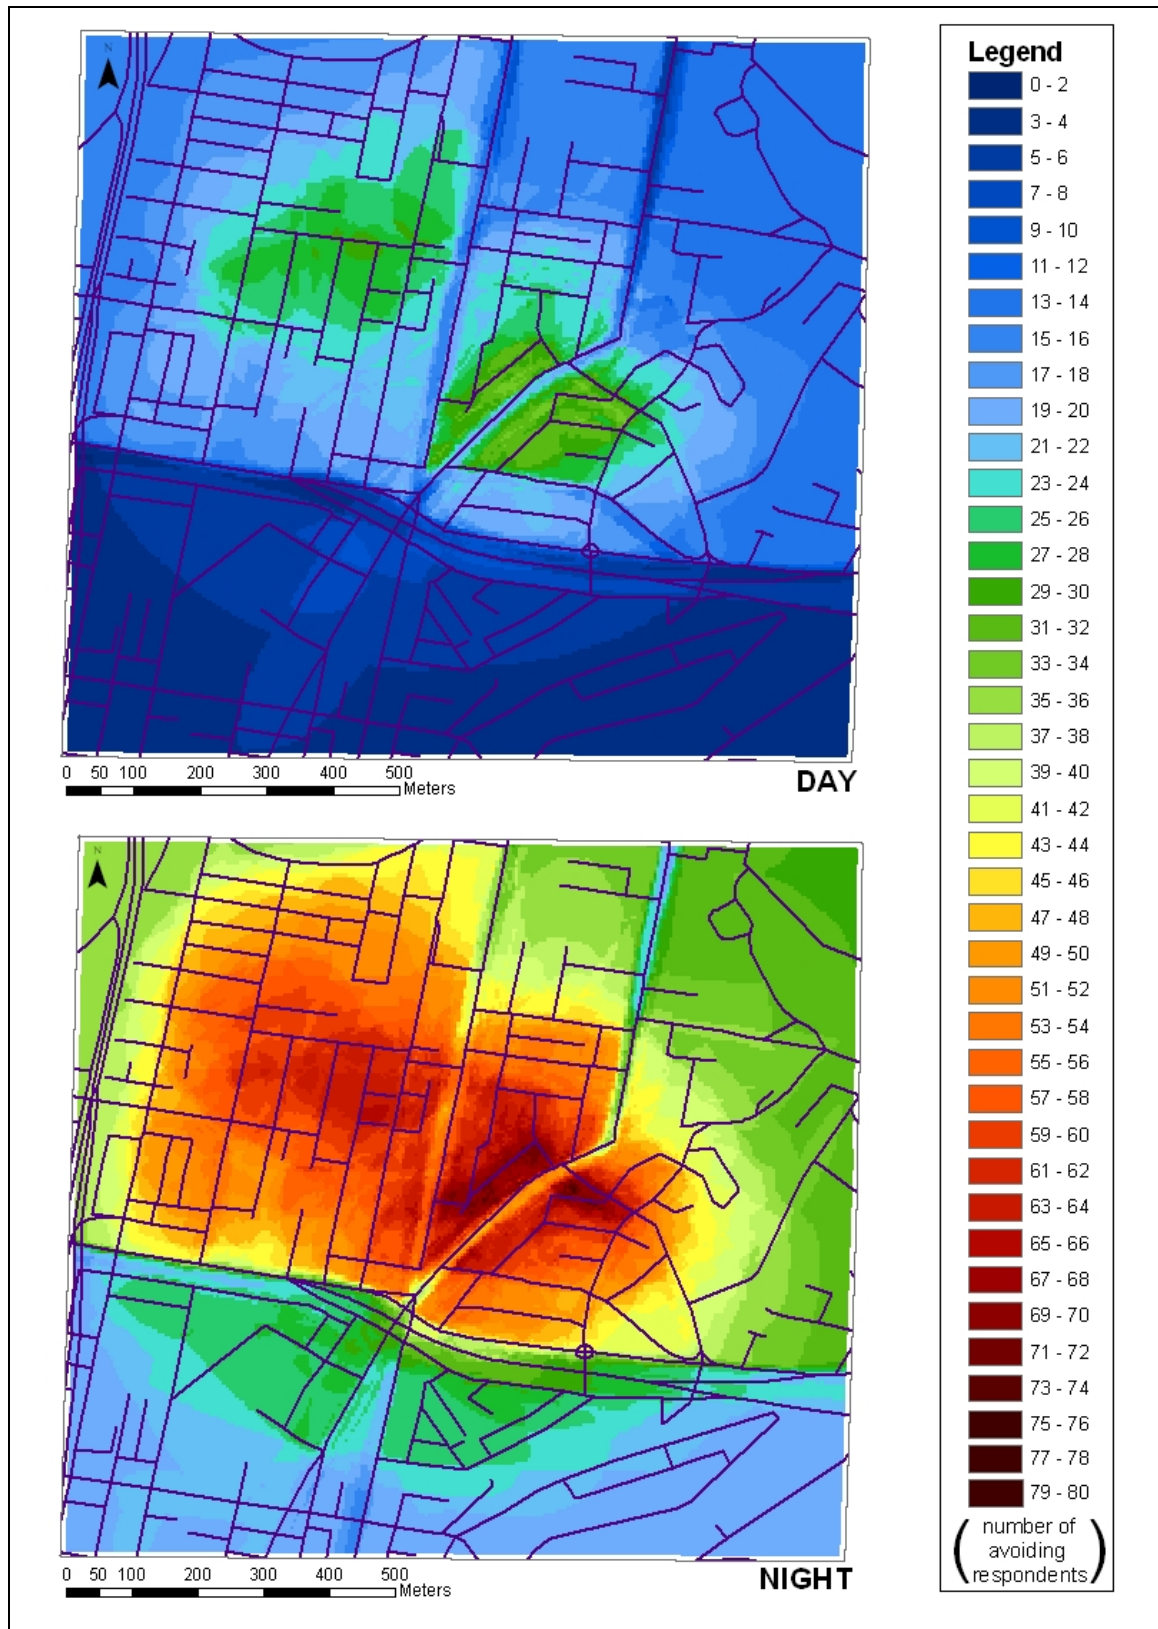 N
0 50 100 200 300 400 500
Meters
DAY
N
0 50 100 200 300 400 500
Meters
NIGHT
Legend
0 - 2
3 - 4
5 - 6
7 - 8
9 - 10
11 - 12
13 - 14
15 - 16
17 - 18
19 - 20
21 - 22
23 - 24
25 - 26
27 - 28
29 - 30
31 - 32
33 - 34
35 - 36
37 - 38
39 - 40
41 - 42
43 - 44
45 - 46
47 - 48
49 - 50
51 - 52
53 - 54
55 - 56
57 - 58
59 - 60
61 - 62
63 - 64
65 - 66
67 - 68
69 - 70
71 - 72
73 - 74
75 - 76
77 - 78
79 - 80
( number of
avoiding
respondents )